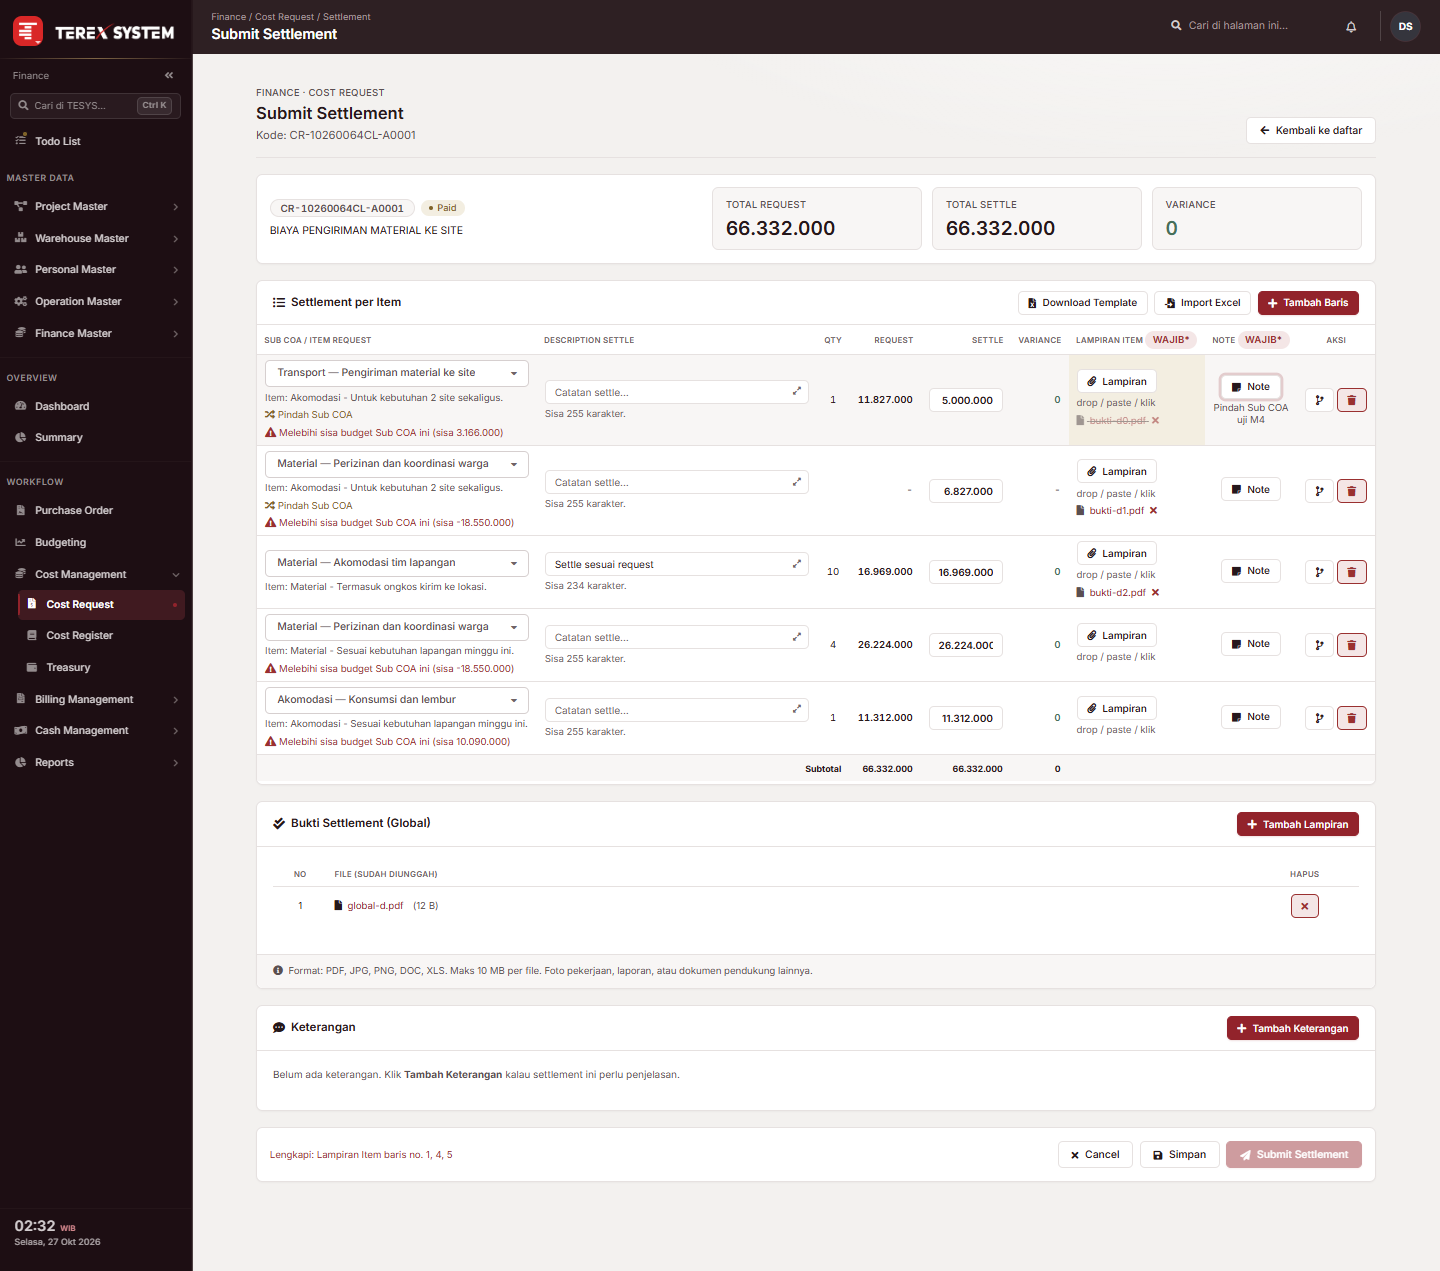 TEREX SYSTEM
Finance
Cari di TESYS...
Ctrl K
Todo List
MASTER DATA
Project Master
Warehouse Master
Personal Master
Operation Master
Finance Master
OVERVIEW
Dashboard
Summary
WORKFLOW
Purchase Order
Budgeting
Cost Management
Cost Request
Cost Register
Treasury
Billing Management
Cash Management
Reports
02:32 WIB
Selasa, 27 Okt 2026
Finance / Cost Request / Settlement
Submit Settlement
Cari di halaman ini...
DS
FINANCE · COST REQUEST
Submit Settlement
Kode: CR-10260064CL-A0001
Kembali ke daftar
CR-10260064CL-A0001
Paid
BIAYA PENGIRIMAN MATERIAL KE SITE
TOTAL REQUEST
66.332.000
TOTAL SETTLE
66.332.000
VARIANCE
0
Settlement per Item
Download Template
Import Excel
Tambah Baris
SUB COA / ITEM REQUEST DESCRIPTION SETTLE QTY REQUEST SETTLE VARIANCE LAMPIRAN ITEM WAJIB* NOTE WAJIB* AKSI
Transport — Pengiriman material ke site
Item: Akomodasi - Untuk kebutuhan 2 site sekaligus.
Pindah Sub COA
Melebihi sisa budget Sub COA ini (sisa 3.166.000)
Catatan settle...
Sisa 255 karakter.
1 11.827.000 5.000.000 0
Lampiran
drop / paste / klik
bukti-d0.pdf
Note
Pindah Sub COA
uji M4
Material — Perizinan dan koordinasi warga
Item: Akomodasi - Untuk kebutuhan 2 site sekaligus.
Pindah Sub COA
Melebihi sisa budget Sub COA ini (sisa -18.550.000)
Catatan settle...
Sisa 255 karakter.
- 6.827.000 -
Lampiran
drop / paste / klik
bukti-d1.pdf
Note
Material — Akomodasi tim lapangan
Item: Material - Termasuk ongkos kirim ke lokasi.
Settle sesuai request
Sisa 234 karakter.
10 16.969.000 16.969.000 0
Lampiran
drop / paste / klik
bukti-d2.pdf
Note
Material — Perizinan dan koordinasi warga
Item: Material - Sesuai kebutuhan lapangan minggu ini.
Melebihi sisa budget Sub COA ini (sisa -18.550.000)
Catatan settle...
Sisa 255 karakter.
4 26.224.000 26.224.000 0
Lampiran
drop / paste / klik
Note
Akomodasi — Konsumsi dan lembur
Item: Akomodasi - Sesuai kebutuhan lapangan minggu ini.
Melebihi sisa budget Sub COA ini (sisa 10.090.000)
Catatan settle...
Sisa 255 karakter.
1 11.312.000 11.312.000 0
Lampiran
drop / paste / klik
Note
Subtotal 66.332.000 66.332.000 0
Bukti Settlement (Global)
Tambah Lampiran
NO FILE (SUDAH DIUNGGAH) HAPUS
1 global-d.pdf (12 B)
Format: PDF, JPG, PNG, DOC, XLS. Maks 10 MB per file. Foto pekerjaan, laporan, atau dokumen pendukung lainnya.
Keterangan
Tambah Keterangan
Belum ada keterangan. Klik Tambah Keterangan kalau settlement ini perlu penjelasan.
Lengkapi: Lampiran Item baris no. 1, 4, 5
Cancel
Simpan
Submit Settlement